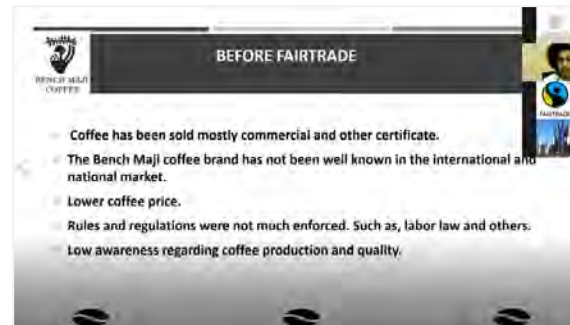 BENCH MAJI
COFFEE
BEFORE FAIRTRADE
FAIRTRADE
Coffee has been sold mostly commercial and other certificate.
The Bench Maji coffee brand has not been well known in the international and
national market.
Lower coffee price.
Rules and regulations were not much enforced. Such as, labor law and others.
Low awareness regarding coffee production and quality.